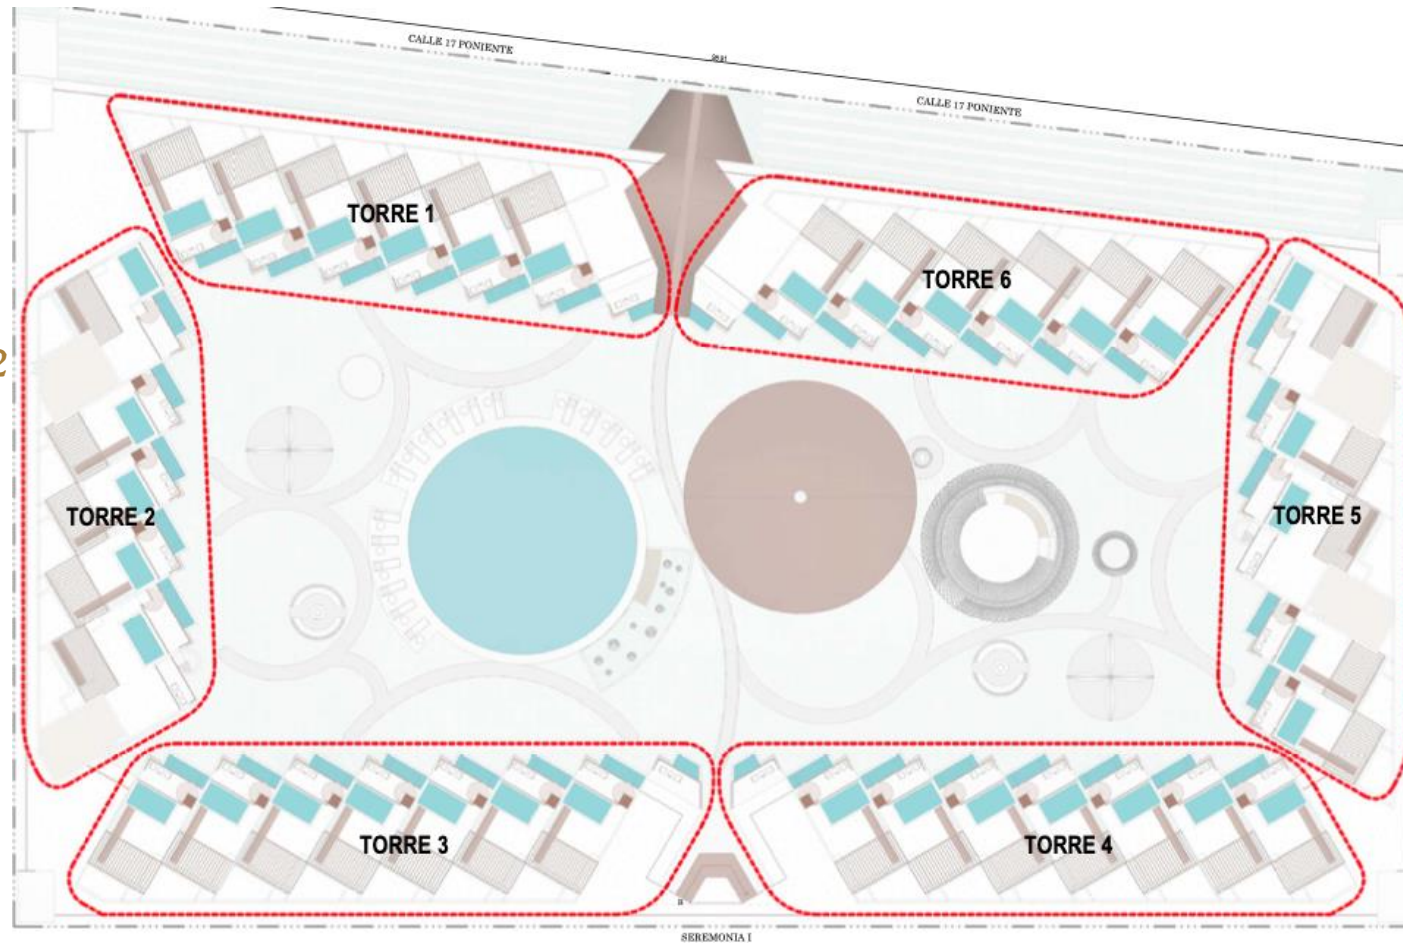 CALLE 17 PONIENTE
CALLE 17 PONIENTE
TORRE 1
TORRE 6
2
TORRE 2
TORRE 5
TORRE 3
TORRE 4
SEREMONIA I